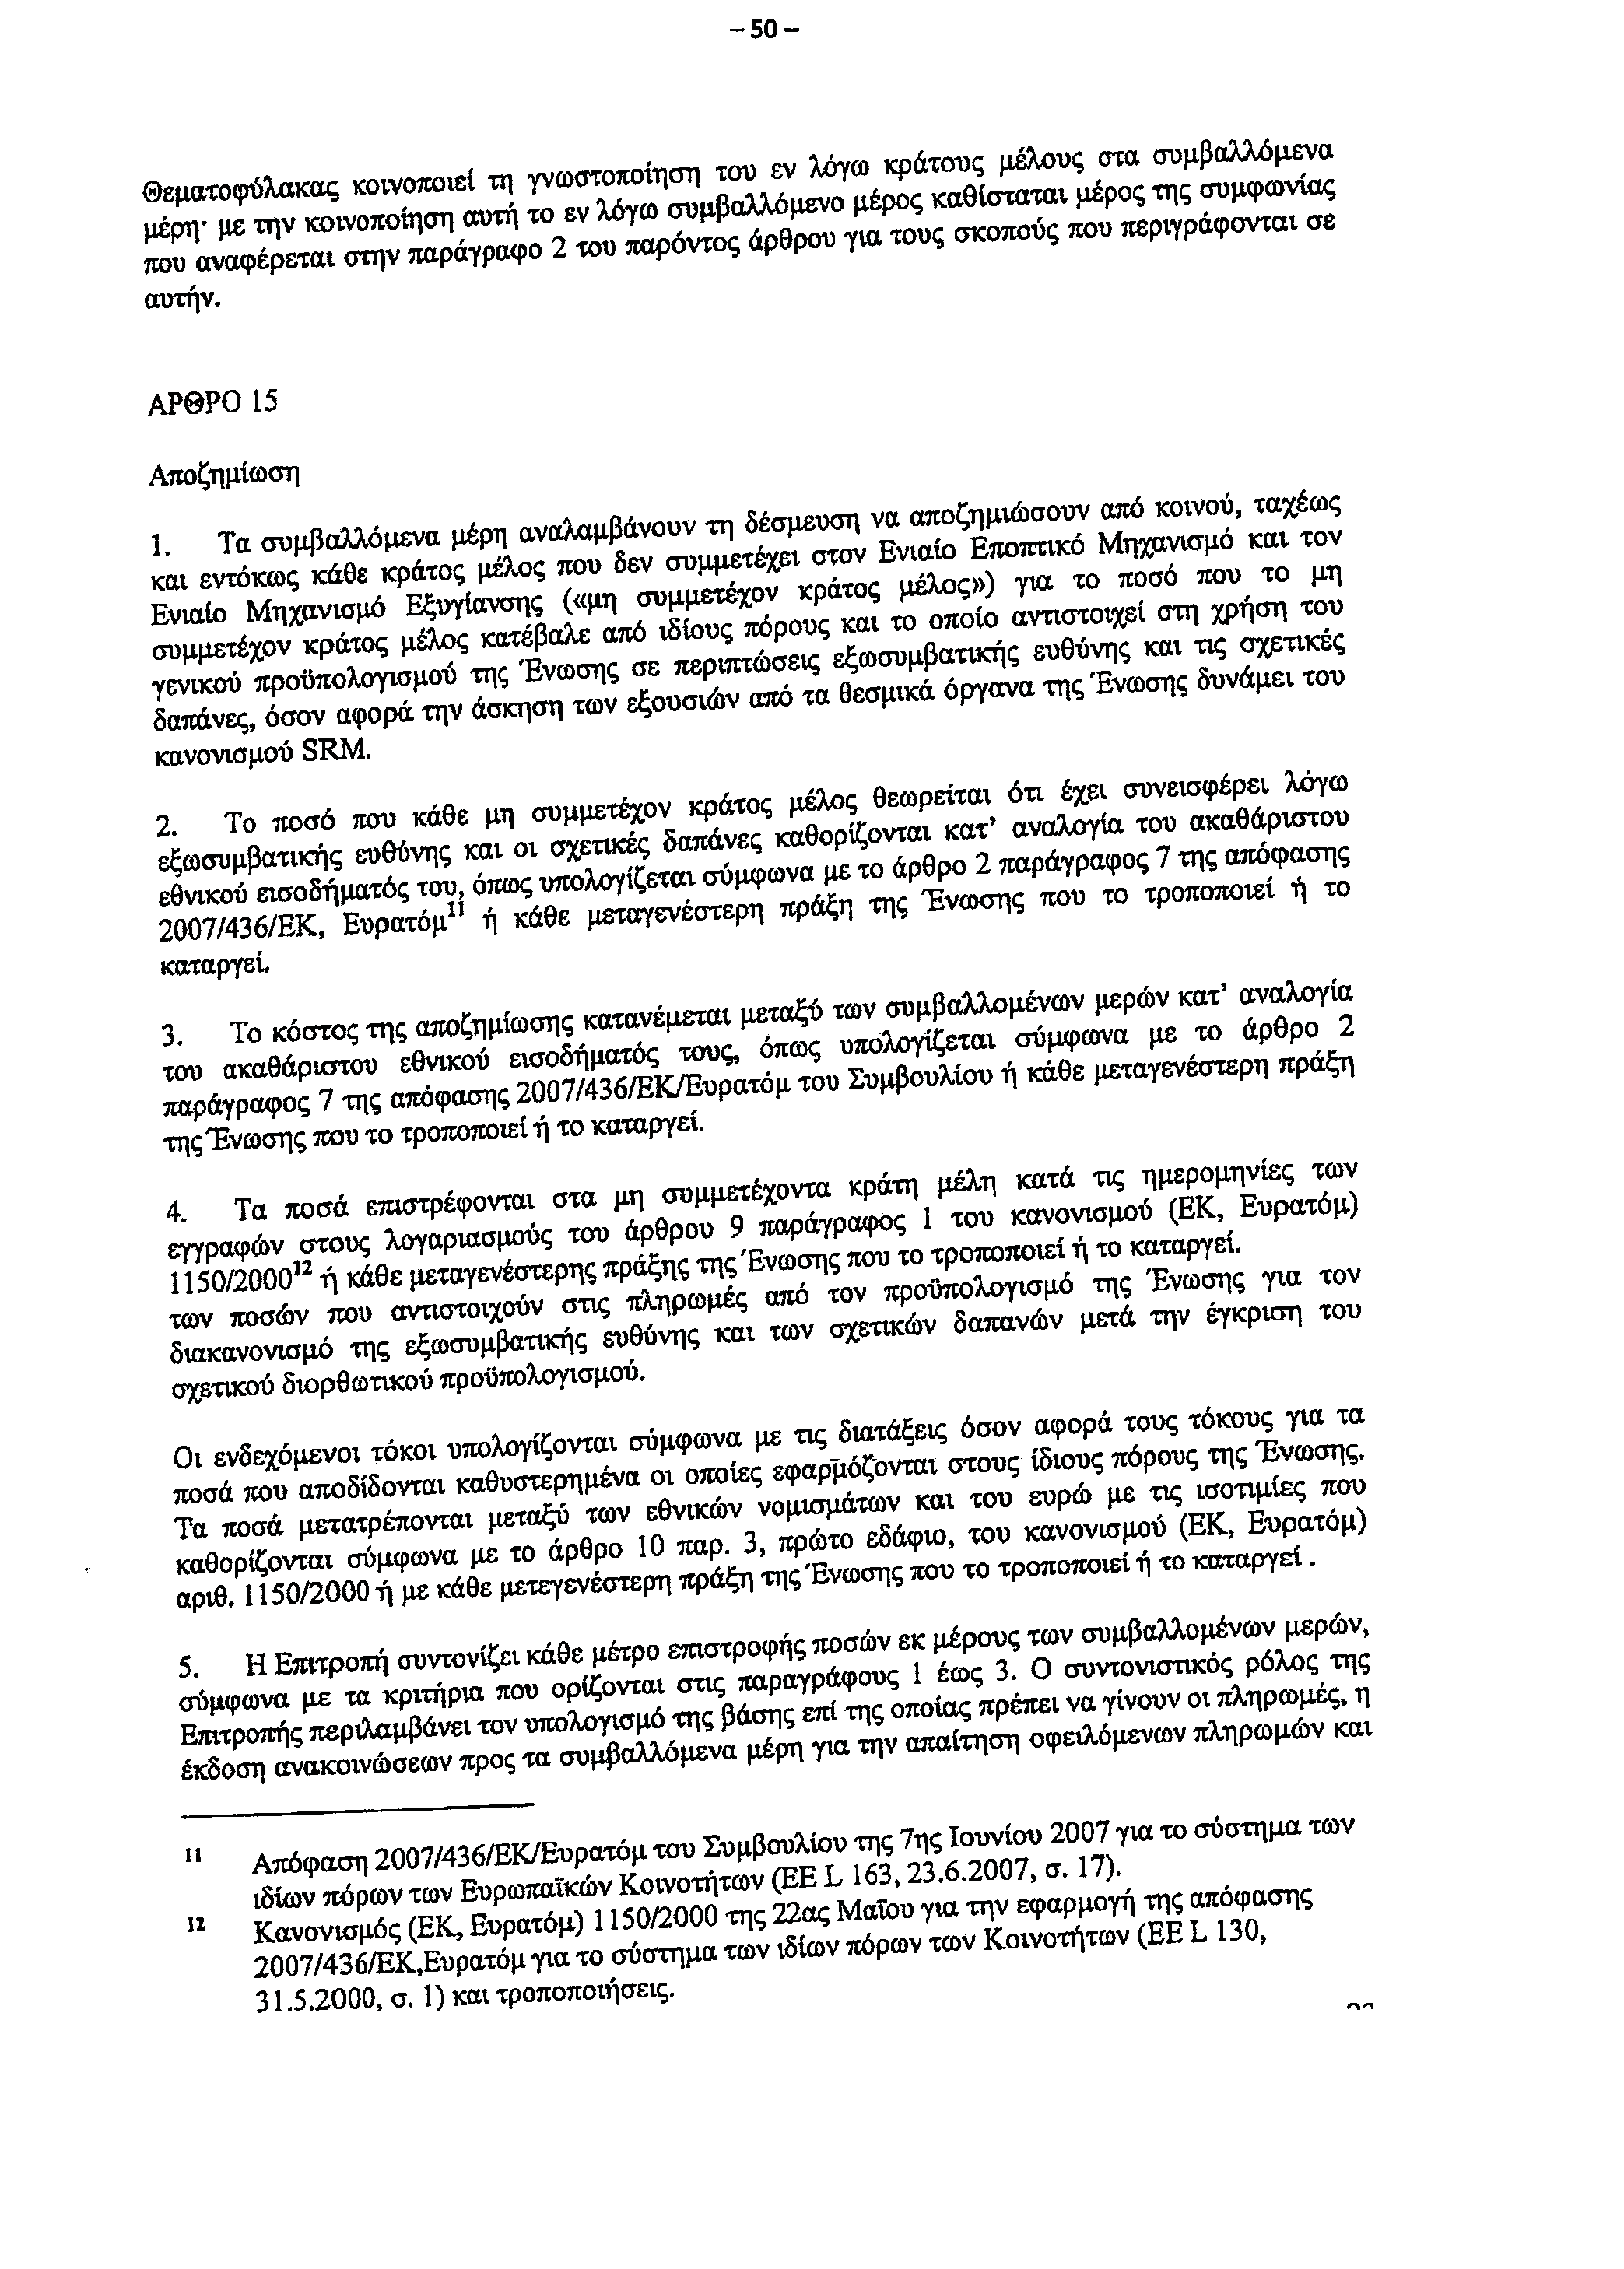 – 50 –
Θεματοφύλακας κοινοποιεί τη γνωστοποίηση του εν λόγω κράτους μέλους στα συμβαλλόμενα
μέρη· με την κοινοποίηση αυτή το εν λόγω συμβαλλόμενο μέρος καθίσταται μέρος της συμφωνίας
που αναφέρεται στην παράγραφο 2 του παρόντος άρθρου για τους σκοπούς που περιγράφονται σε
αυτήν.
ΑΡΘΡΟ 15
Αποζημίωση
1. Τα συμβαλλόμενα μέρη αναλαμβάνουν τη δέσμευση να αποζημιώσουν από κοινού, ταχέως
και εντόκως κάθε κράτος μέλος που δεν συμμετέχει στον Ενιαίο Εποπτικό Μηχανισμό και τον
Ενιαίο Μηχανισμό Εξυγίανσης («μη συμμετέχον κράτος μέλος») για το ποσό που το μη
συμμετέχον κράτος μέλος κατέβαλε από ιδίους πόρους και το οποίο αντιστοιχεί στη χρήση του
γενικού προϋπολογισμού της Ένωσης σε περιπτώσεις εξωσυμβατικής ευθύνης και τις σχετικές
δαπάνες, όσον αφορά την άσκηση των εξουσιών από τα θεσμικά όργανα της Ένωσης δυνάμει του
κανονισμού SRM.
2. Το ποσό που κάθε μη συμμετέχον κράτος μέλος θεωρείται ότι έχει συνεισφέρει λόγω
εξωσυμβατικής ευθύνης και οι σχετικές δαπάνες καθορίζονται κατ’ αναλογία του ακαθάριστου
εθνικού εισοδήματός του, όπως υπολογίζεται σύμφωνα με το άρθρο 2 παράγραφος 7 της απόφασης
2007/436/ΕΚ, Ευρατόμ11 ή κάθε μεταγενέστερη πράξη της Ένωσης που το τροποποιεί ή το
καταργεί.
3. Το κόστος της αποζημίωσης κατανέμεται μεταξύ των συμβαλλομένων μερών κατ’ αναλογία
του ακαθάριστου εθνικού εισοδήματός τους, όπως υπολογίζεται σύμφωνα με το άρθρο 2
παράγραφος 7 της απόφασης 2007/436/ΕΚ/Ευρατόμ του Συμβουλίου ή κάθε μεταγενέστερη πράξη
της Ένωσης που το τροποποιεί ή το καταργεί.
4. Τα ποσά επιστρέφονται στα μη συμμετέχοντα κράτη μέλη κατά τις ημερομηνίες των
εγγραφών στους λογαριασμούς του άρθρου 9 παράγραφος 1 του κανονισμού (ΕΚ, Ευρατόμ)
1150/200012 ή κάθε μεταγενέστερης πράξης της Ένωσης που το τροποποιεί ή το καταργεί.
των ποσών που αντιστοιχούν στις πληρωμές από τον προϋπολογισμό της Ένωσης για τον
διακανονισμό της εξωσυμβατικής ευθύνης και των σχετικών δαπανών μετά την έγκριση του
σχετικού διορθωτικού προϋπολογισμού.
Οι ενδεχόμενοι τόκοι υπολογίζονται σύμφωνα με τις διατάξεις όσον αφορά τους τόκους για τα
ποσά που αποδίδονται καθυστερημένα οι οποίες εφαρμόζονται στους ίδιους πόρους της Ένωσης.
Τα ποσά μετατρέπονται μεταξύ των εθνικών νομισμάτων και του ευρώ με τις ισοτιμίες που
καθορίζονται σύμφωνα με το άρθρο 10 παρ. 3, πρώτο εδάφιο, του κανονισμού (ΕΚ, Ευρατόμ)
αριθ. 1150/2000 ή με κάθε μετεγενέστερη πράξη της Ένωσης που το τροποποιεί ή το καταργεί .
5. Η Επιτροπή συντονίζει κάθε μέτρο επιστροφής ποσών εκ μέρους των συμβαλλομένων μερών,
σύμφωνα με τα κριτήρια που ορίζονται στις παραγράφους 1 έως 3. Ο συντονιστικός ρόλος της
Επιτροπής περιλαμβάνει τον υπολογισμό της βάσης επί της οποίας πρέπει να γίνουν οι πληρωμές, η
έκδοση ανακοινώσεων προς τα συμβαλλόμενα μέρη για την απαίτηση οφειλόμενων πληρωμών και
11 Απόφαση 2007/436/ΕΚ/Ευρατόμ του Συμβουλίου της 7ης Ιουνίου 2007 για το σύστημα των
ιδίων πόρων των Ευρωπαϊκών Κοινοτήτων (ΕΕ L 163, 23.6.2007, σ. 17).
12 Κανονισμός (ΕΚ, Ευρατόμ) 1150/2000 της 22ας Μαΐου για την εφαρμογή της απόφασης
2007/436/ΕΚ,Ευρατόμ για το σύστημα των ιδίων πόρων των Κοινοτήτων (ΕΕ L 130,
31.5.2000, σ. 1) και τροποποιήσεις.